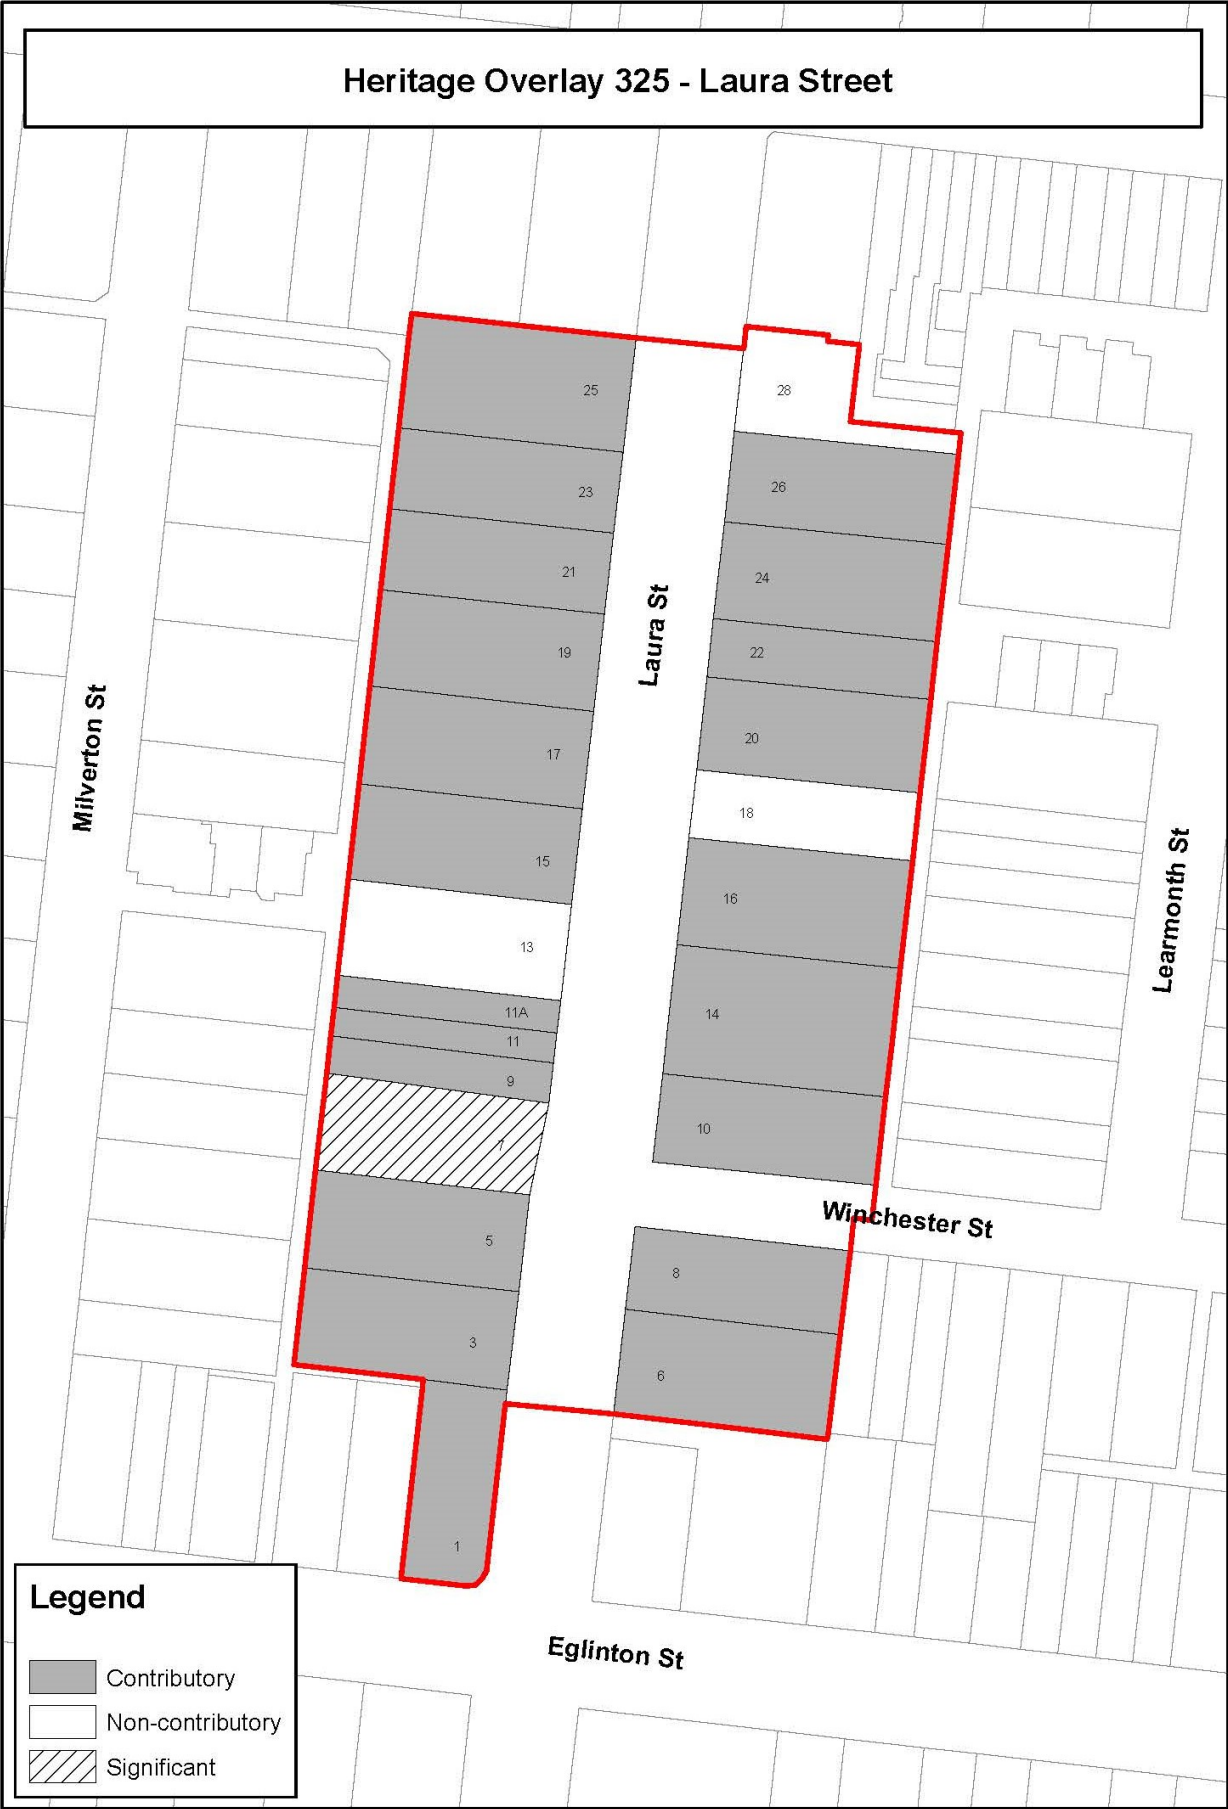 Heritage Overlay 325 - Laura Street
25
28
23
26
21
24
19
22
17
20
15
18
13
16
11A
11
14
9
7
10
5
8
3
6
1
Laura St
Milverton St
Learmonth St
Winchester St
Eglinton St
Legend
Contributory
Non-contributory
Significant